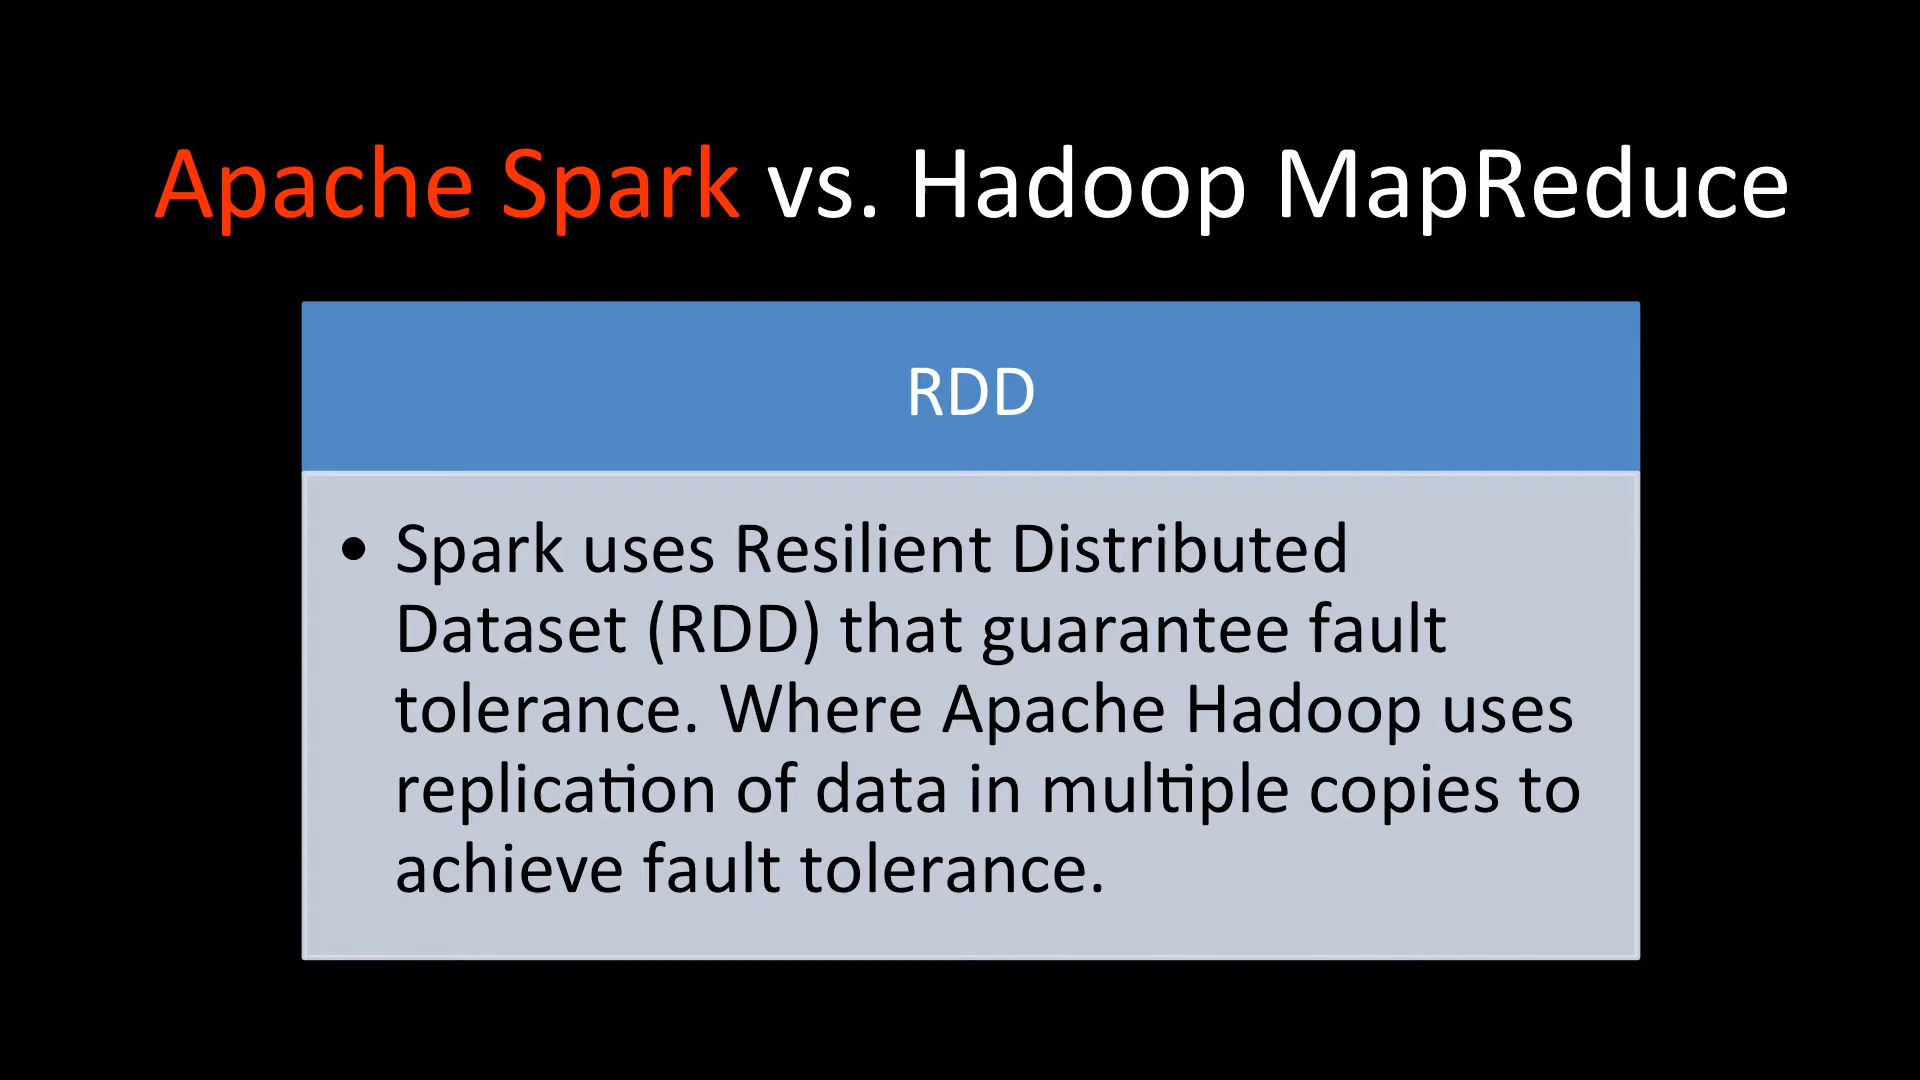 Apache Spark vs. Hadoop MapReduce
RDD
• Spark uses Resilient Distributed
Dataset (RDD) that guarantee fault
tolerance. Where Apache Hadoop uses
replication of data in multiple copies to
achieve fault tolerance.